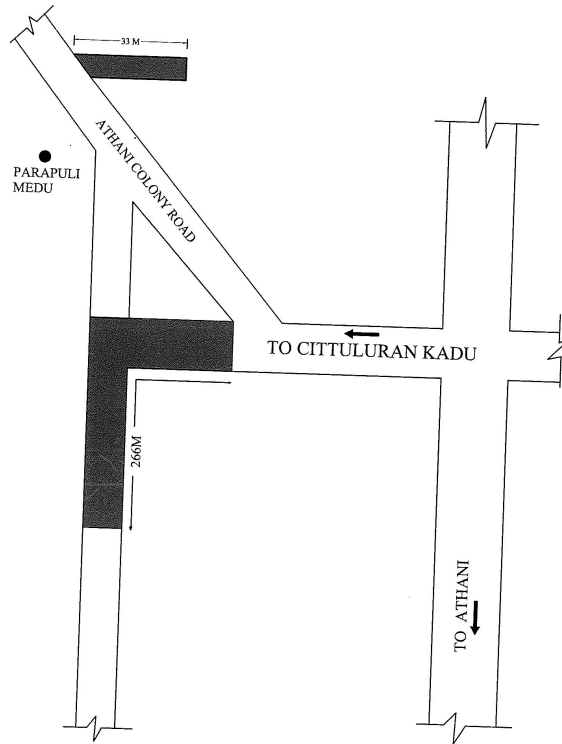 33 M
ATHANI COLONY ROAD
PARAPULI
MEDU
TO CITTULURAN KADU
266M
TO ATHANI